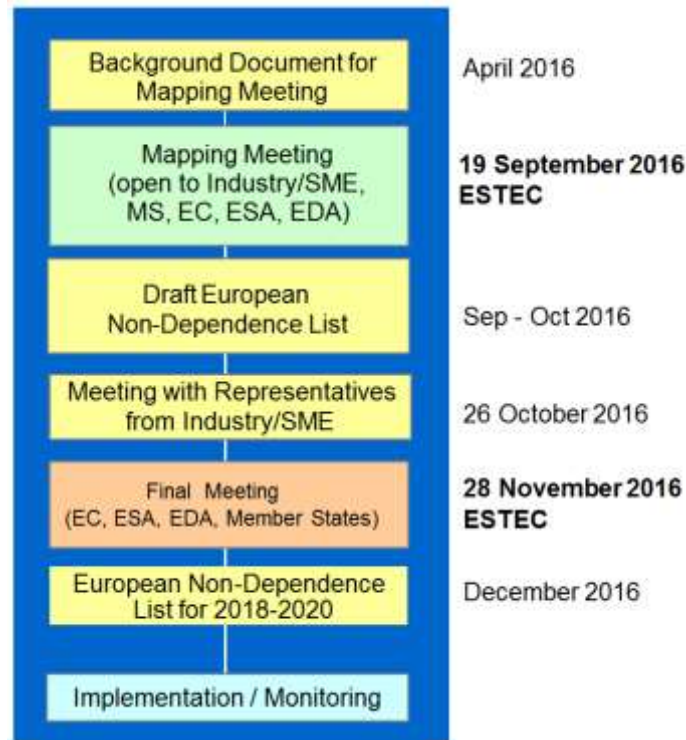 Background Document for
Mapping Meeting
April 2016
Mapping Meeting
(open to Industry/SME,
MS, EC, ESA, EDA)
19 September 2016
ESTEC
Draft European
Non-Dependence List
Sep - Oct 2016
Meeting with Representatives
from Industry/SME
26 October 2016
Final Meeting
(EC, ESA, EDA, Member States)
28 November 2016
ESTEC
European Non-Dependence
List for 2018-2020
December 2016
Implementation / Monitoring